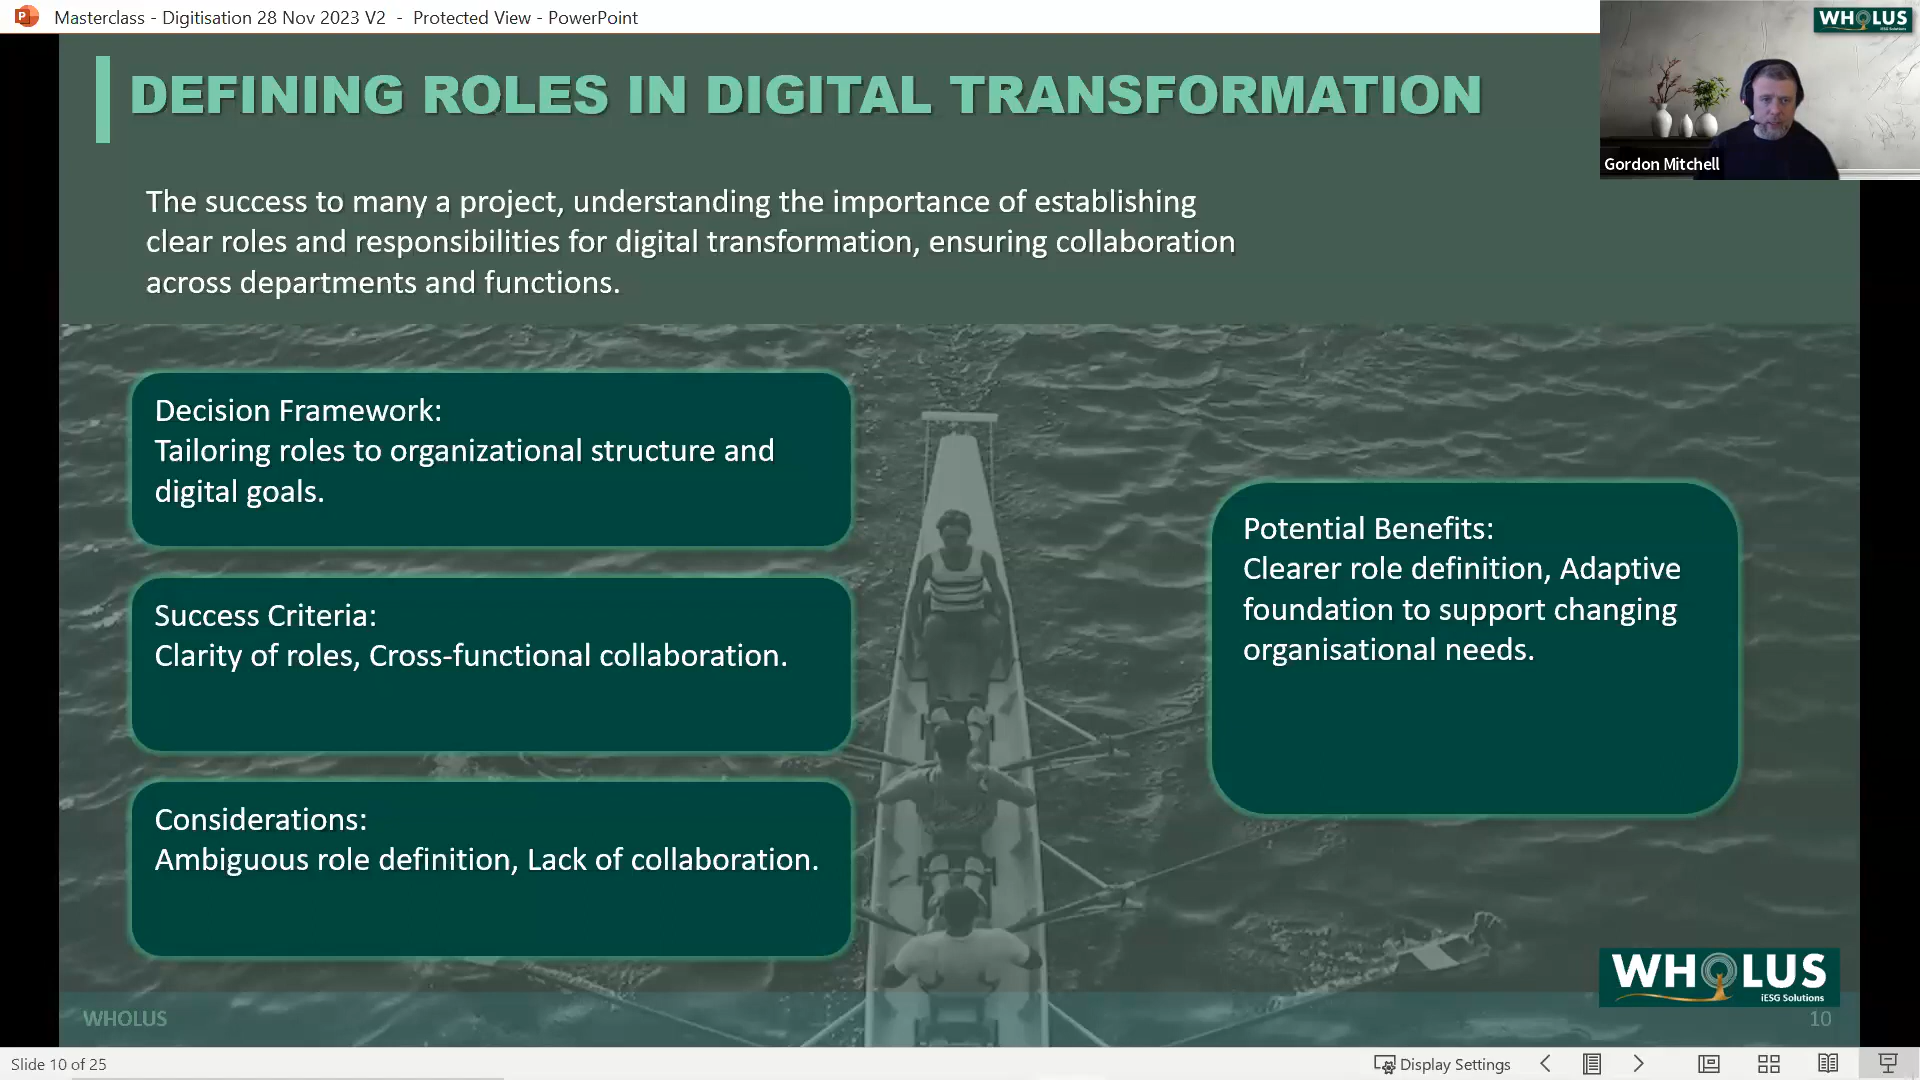 Masterclass - Digitisation 28 Nov 2023 V2 - Protected View - PowerPoint
WHOLUS
iESG Solutions
Gordon Mitchell
DEFINING ROLES IN DIGITAL TRANSFORMATION
The success to many a project, understanding the importance of establishing
clear roles and responsibilities for digital transformation, ensuring collaboration
across departments and functions.
Decision Framework:
Tailoring roles to organizational structure and
digital goals.
Success Criteria:
Clarity of roles, Cross-functional collaboration.
Considerations:
Ambiguous role definition, Lack of collaboration.
Potential Benefits:
Clearer role definition, Adaptive
foundation to support changing
organisational needs.
WHOLUS
iESG Solutions
WHOLUS
10
Slide 10 of 25
Display Settings